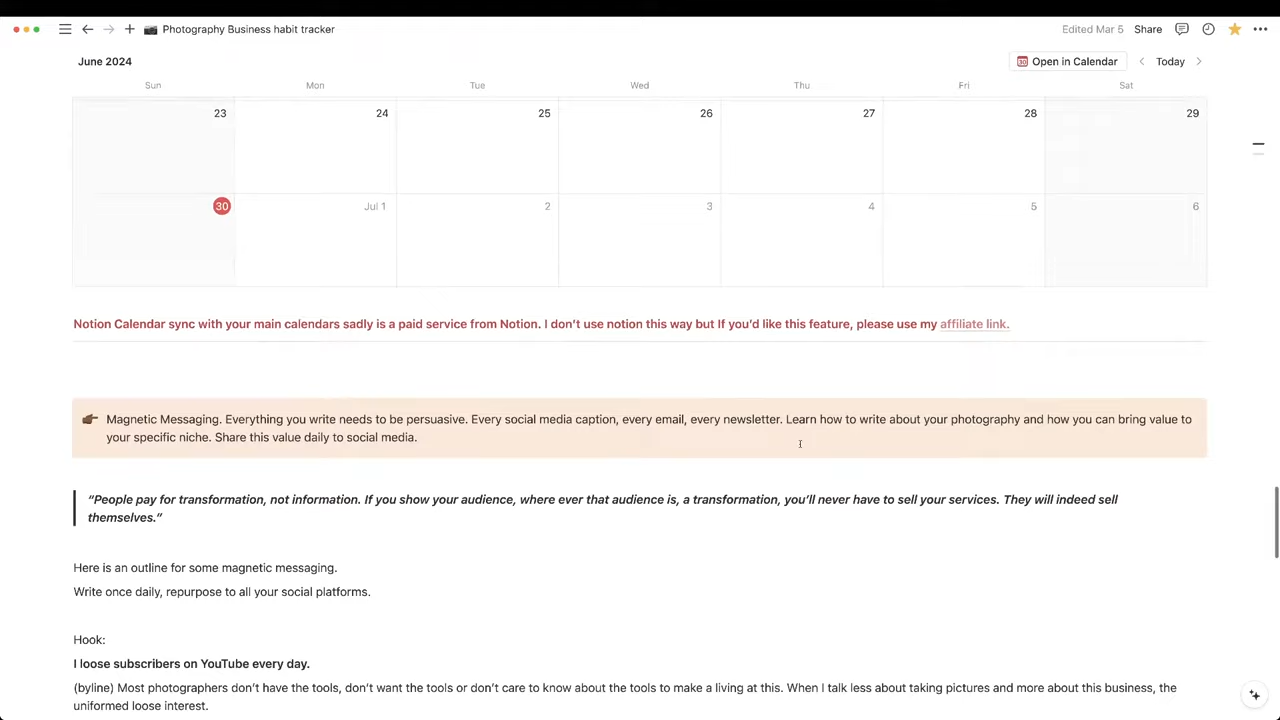 Photography Business habit tracker
Edited Mar 5 Share
June 2024
Open in Calendar Today
Sun Mon Tue Wed Thu Fri Sat
23 24 25 26 27 28 29
30 Jul 1 2 3 4 5 6
Notion Calendar sync with your main calendars sadly is a paid service from Notion. I don't use notion this way but If you'd like this feature, please use my affiliate link.
Magnetic Messaging. Everything you write needs to be persuasive. Every social media caption, every email, every newsletter. Learn how to write about your photography and how you can bring value to
your specific niche. Share this value daily to social media.
“People pay for transformation, not information. If you show your audience, where ever that audience is, a transformation, you’ll never have to sell your services. They will indeed sell
themselves.”
Here is an outline for some magnetic messaging.
Write once daily, repurpose to all your social platforms.
Hook:
I loose subscribers on YouTube every day.
(byline) Most photographers don’t have the tools, don’t want the tools or don’t care to know about the tools to make a living at this. When I talk less about taking pictures and more about this business, the
uniformed loose interest.